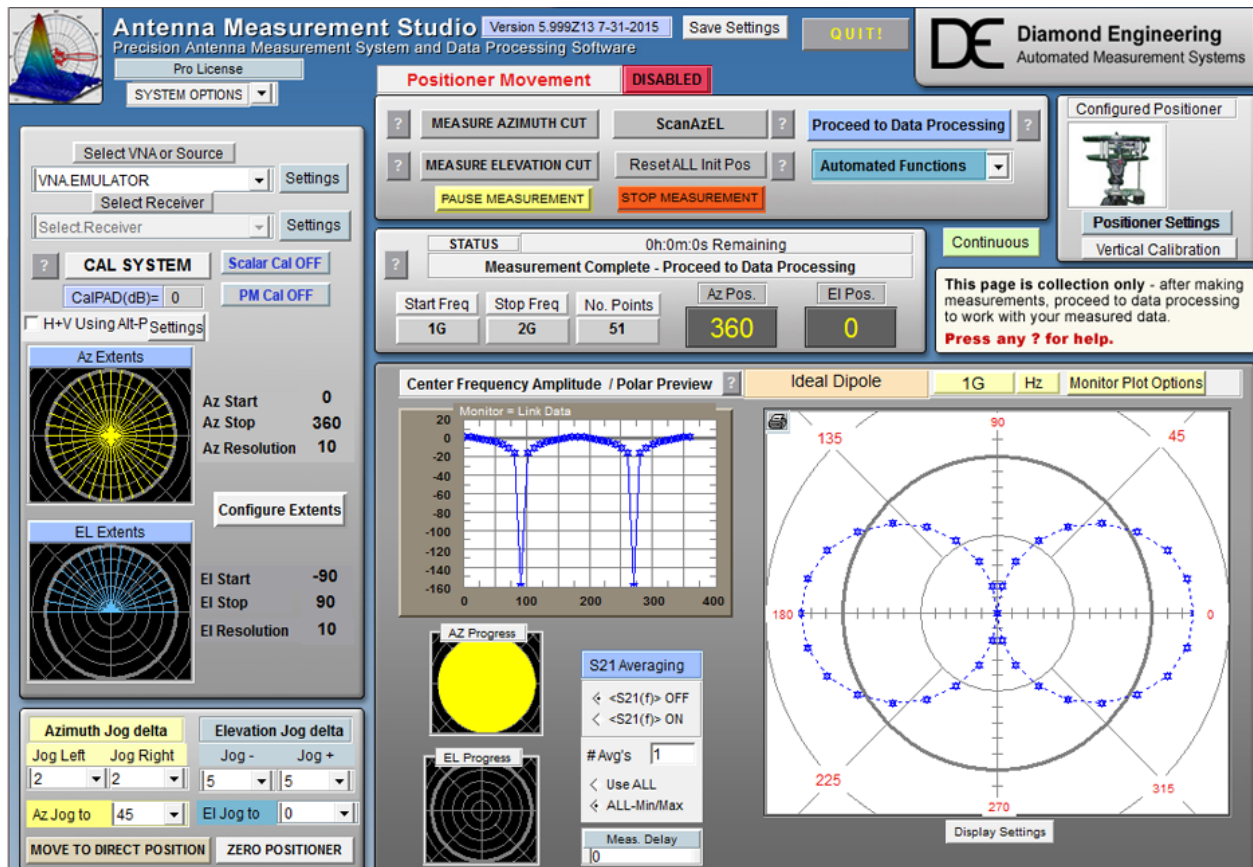 Antenna Measurement Studio
Version 5.999Z13 7-31-2015
Save Settings
QUIT!
Precision Antenna Measurement System and Data Processing Software
Pro License
SYSTEM OPTIONS
DE
Diamond Engineering
Automated Measurement Systems
Positioner Movement
DISABLED
Select VNA or Source
VNA.EMULATOR
Settings
Select Receiver
Select.Receiver
Settings
?
CAL SYSTEM
Scalar Cal OFF
CalPAD(dB)= 0
PM Cal OFF
H+V Using Alt-P
Settings
Az Extents
Az Start 0
Az Stop 360
Az Resolution 10
Configure Extents
EL Extents
El Start -90
El Stop 90
El Resolution 10
Azimuth Jog delta
Elevation Jog delta
Jog Left Jog Right
Jog - Jog +
2 2
5 5
Az Jog to 45
El Jog to 0
MOVE TO DIRECT POSITION
ZERO POSITIONER
? MEASURE AZIMUTH CUT
ScanAzEL ?
Proceed to Data Processing ?
? MEASURE ELEVATION CUT
Reset ALL Init Pos ?
Automated Functions
PAUSE MEASUREMENT
STOP MEASUREMENT
Configured Positioner
Positioner Settings
Vertical Calibration
STATUS
0h:0m:0s Remaining
?
Measurement Complete - Proceed to Data Processing
Start Freq Stop Freq No. Points
1G 2G 51
Az Pos. El Pos.
360 0
Continuous
This page is collection only - after making
measurements, proceed to data processing
to work with your measured data.
Press any ? for help.
Center Frequency Amplitude / Polar Preview ?
Ideal Dipole
1G Hz
Monitor Plot Options
Monitor = Link Data
20
0
-20
-40
-60
-80
-100
-120
-140
-160
0 100 200 300 400
AZ Progress
EL Progress
S21 Averaging
<S21(f)> OFF
<S21(f)> ON
# Avg's 1
Use ALL
ALL-Min/Max
Meas. Delay
0
90
135 45
180 0
225 315
270
Display Settings